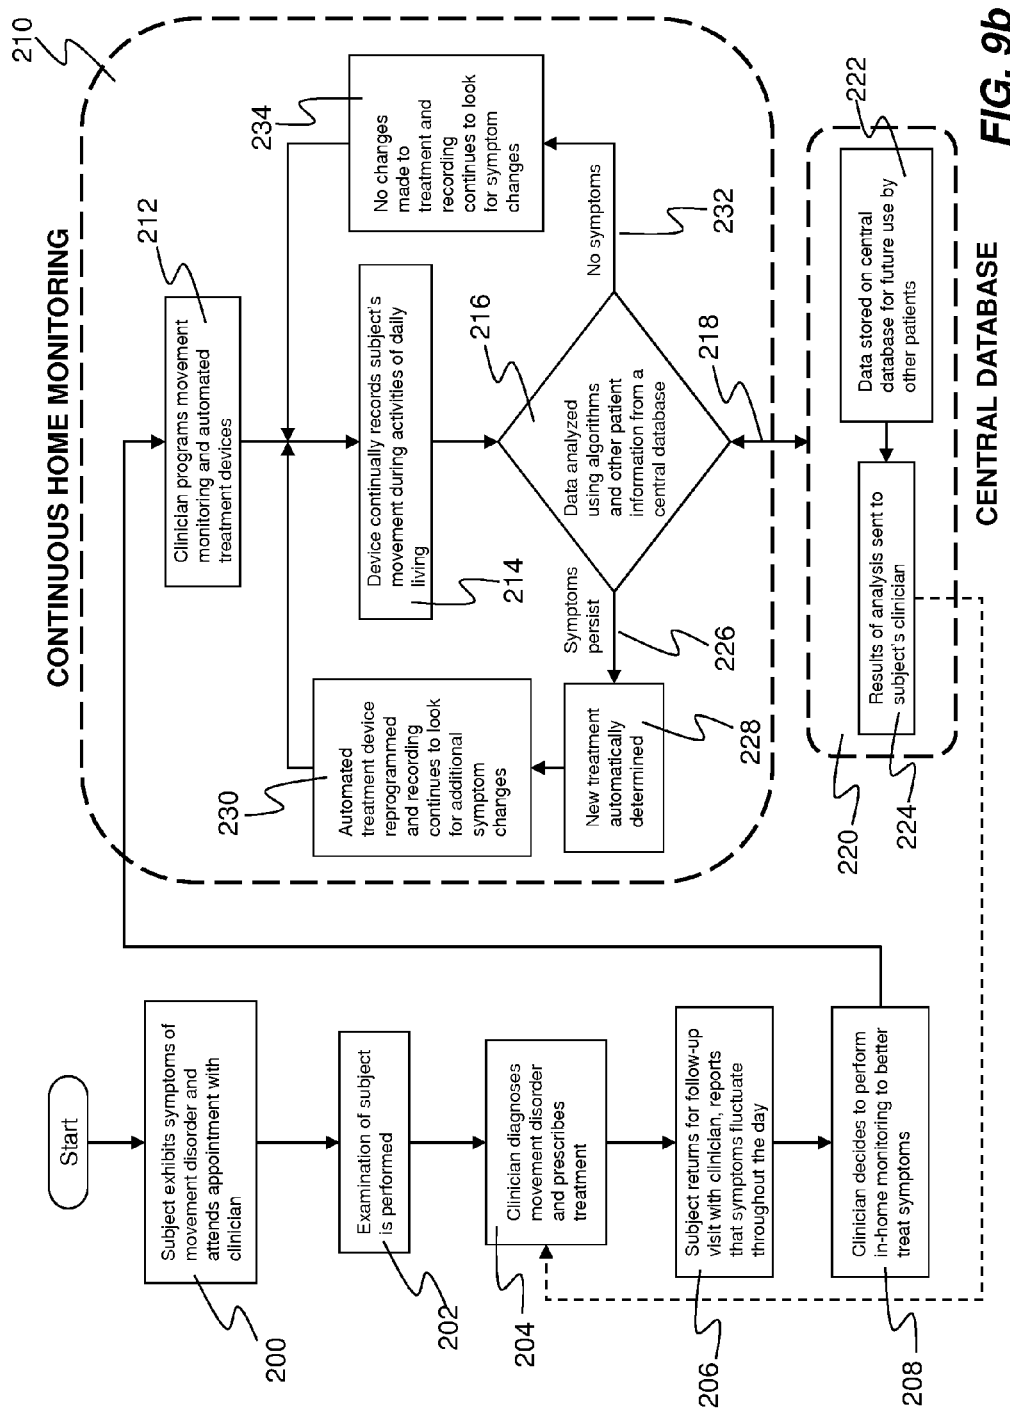 Start
Subject exhibits symptoms of
movement disorder and
attends appointment with
clinician
200
Examination of subject
is performed
202
Clinician diagnoses
movement disorder
and prescribes
treatment
204
Subject returns for follow-up
visit with clinician, reports
that symptoms fluctuate
throughout the day
206
Clinician decides to perform
in-home monitoring to better
treat symptoms
208
CONTINUOUS HOME MONITORING
210
Clinician programs movement
monitoring and automated
treatment devices
212
Device continually records subject's
movement during activities of daily
living
214
Data analyzed
using algorithms
and other patient
information from a
central database
216
218
Symptoms
persist
226
New treatment
automatically
determined
228
Automated
treatment device
reprogrammed
and recording
continues to look
for additional
symptom
changes
230
No symptoms
232
No changes
made to
treatment and
recording
continues to look
for symptom
changes
234
220
Results of analysis sent to
subject's clinician
224
Data stored on central
database for future use by
other patients
222
CENTRAL DATABASE
FIG. 9b